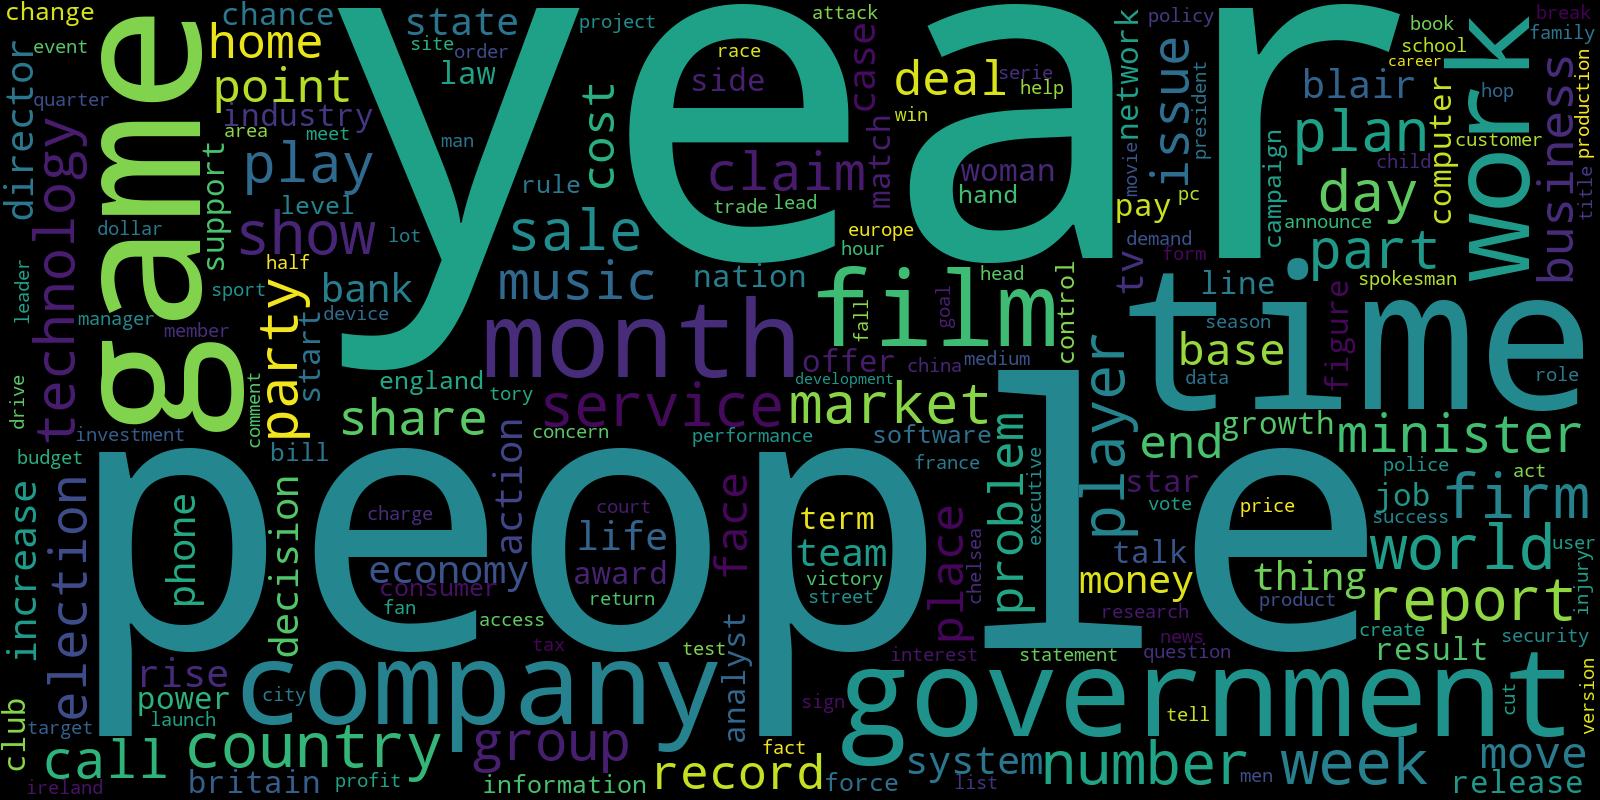 year
people
game
time
film
month
company
government
work
change
chance
state
project
attack
event
home
site
order
director
point
law
quarter
industry
area
meet
man
technology
support
play
level
rule
cost
race
side
claim
trade
lead
case
match
deal
win
serie
help
woman
hand
network
policy
issue
president
movie
pay
pc
book
school
career
break
family
blair
hop
plan
computer
customer
production
business
child
title
day
campaign
announce
part
demand
form
tv
europe
hour
dollar
show
lot
sale
half
sport
leader
manager
member
party
start
bank
device
music
nation
head
fall
goal
control
line
spokesman
season
figure
base
data
role
offer
china
medium
development
england
tory
share
service
market
player
drive
comment
investment
bill
budget
concern
performance
software
action
france
problem
executive
end
growth
minister
police
act
star
vote
job
firm
success
price
increase
election
phone
decision
charge
court
life
face
term
team
economy
award
consumer
victory
street
fan
return
access
place
chelsea
talk
money
thing
world
user
report
product
injury
research
create
security
news
question
result
tax
test
interest
statement
rise
power
city
launch
analyst
sign
tell
cut
version
club
target
call
country
group
fact
record
system
number
week
move
ireland
britain
profit
information
force
list
men
release